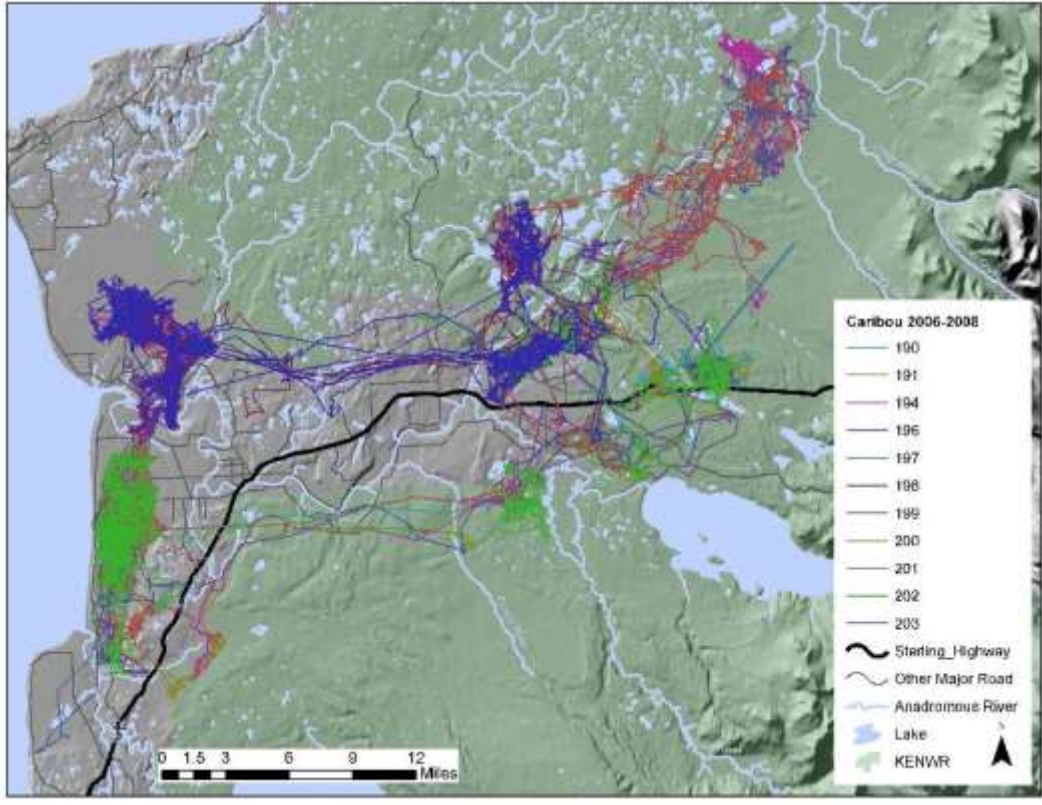 Caribou 2006-2008
190
191
194
196
197
198
199
200
201
202
203
Sterling_Highway
Other Major Road
Anadromous River
Lake
KENWR
0 1.5 3 6 9 12
Miles